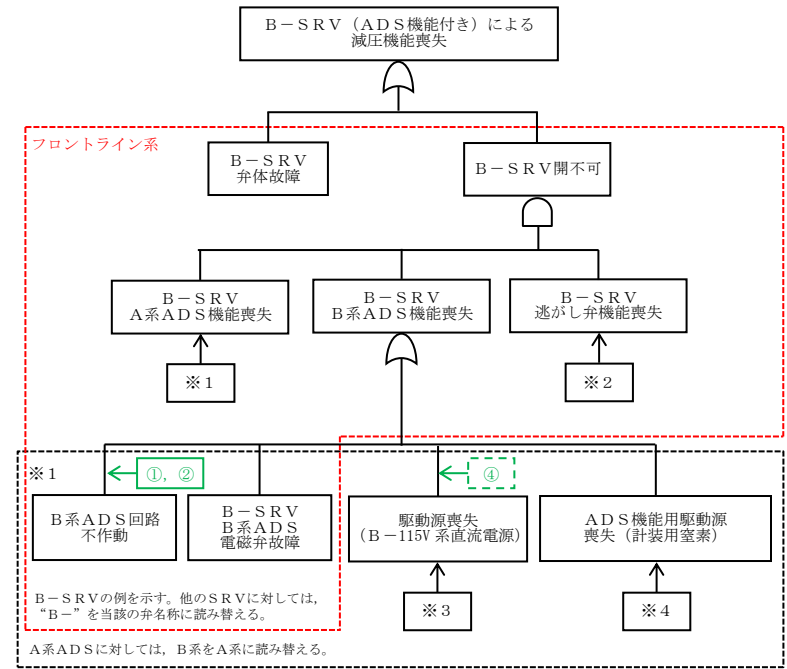 B－SRV（ADS機能付き）による
減圧機能喪失
フロントライン系
B－SRV
弁体故障
B－SRV開不可
B－SRV
A系ADS機能喪失
B－SRV
B系ADS機能喪失
B－SRV
逃がし弁機能喪失
※1
※2
※1
①，②
④
B系ADS回路
不作動
B－SRV
B系ADS
電磁弁故障
駆動源喪失
（B－115V 系直流電源）
ADS機能用駆動源
喪失（計装用窒素）
※3
※4
B－SRVの例を示す。他のSRVに対しては，
“B－”を当該の弁名称に読み替える。
A系ADSに対しては，B系をA系に読み替える。